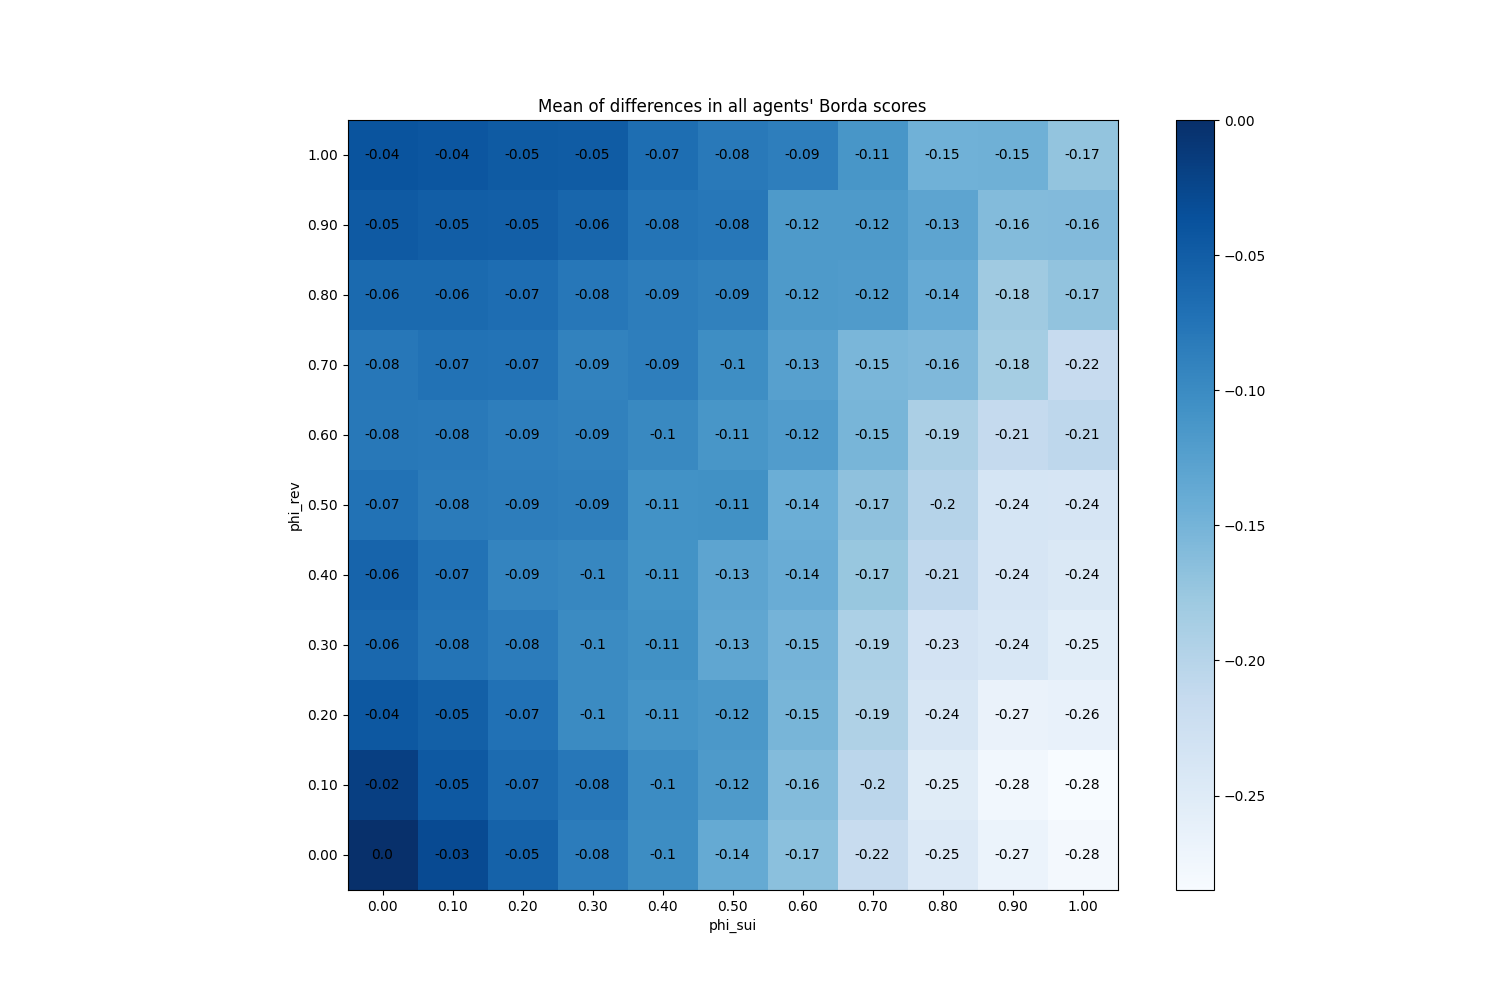 Mean of differences in all agents' Borda scores
1.00 -0.04 -0.04 -0.05 -0.05 -0.07 -0.08 -0.09 -0.11 -0.15 -0.15 -0.17
0.90 -0.05 -0.05 -0.05 -0.06 -0.08 -0.08 -0.12 -0.12 -0.13 -0.16 -0.16
0.80 -0.06 -0.06 -0.07 -0.08 -0.09 -0.09 -0.12 -0.12 -0.14 -0.18 -0.17
0.70 -0.08 -0.07 -0.07 -0.09 -0.09 -0.1 -0.13 -0.15 -0.16 -0.18 -0.22
0.60 -0.08 -0.08 -0.09 -0.09 -0.1 -0.11 -0.12 -0.15 -0.19 -0.21 -0.21
0.50 -0.07 -0.08 -0.09 -0.09 -0.11 -0.11 -0.14 -0.17 -0.2 -0.24 -0.24
0.40 -0.06 -0.07 -0.09 -0.1 -0.11 -0.13 -0.14 -0.17 -0.21 -0.24 -0.24
0.30 -0.06 -0.08 -0.08 -0.1 -0.11 -0.13 -0.15 -0.19 -0.23 -0.24 -0.25
0.20 -0.04 -0.05 -0.07 -0.1 -0.11 -0.12 -0.15 -0.19 -0.24 -0.27 -0.26
0.10 -0.02 -0.05 -0.07 -0.08 -0.1 -0.12 -0.16 -0.2 -0.25 -0.28 -0.28
0.00 0.0 -0.03 -0.05 -0.08 -0.1 -0.14 -0.17 -0.22 -0.25 -0.27 -0.28
0.00 0.10 0.20 0.30 0.40 0.50 0.60 0.70 0.80 0.90 1.00
phi_sui
phi_rev
0.00
−0.05
−0.10
−0.15
−0.20
−0.25